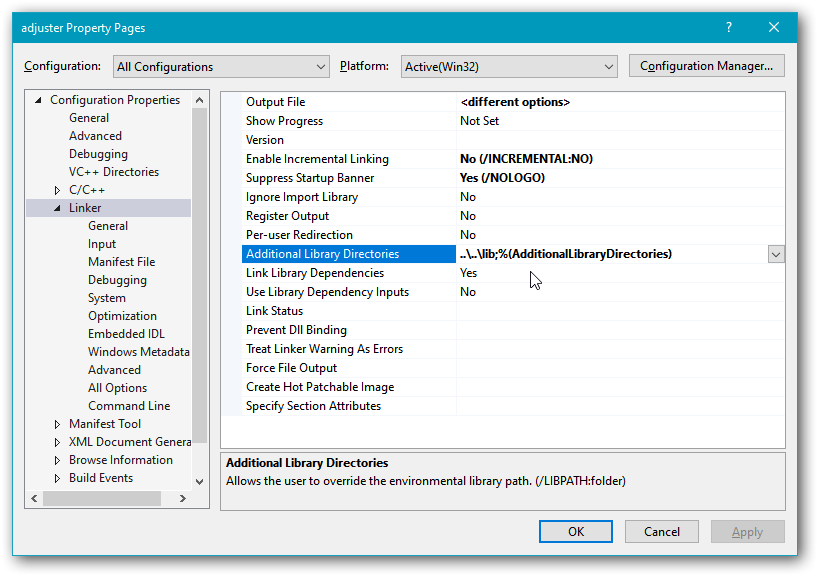 adjuster Property Pages
Configuration: All Configurations Platform: Active(Win32) Configuration Manager...
Configuration Properties
General
Advanced
Debugging
VC++ Directories
C/C++
Linker
General
Input
Manifest File
Debugging
System
Optimization
Embedded IDL
Windows Metadata
Advanced
All Options
Command Line
Manifest Tool
XML Document Genera
Browse Information
Build Events
Output File <different options>
Show Progress Not Set
Version
Enable Incremental Linking No (/INCREMENTAL:NO)
Suppress Startup Banner Yes (/NOLOGO)
Ignore Import Library No
Register Output No
Per-user Redirection No
Additional Library Directories ..\..\lib;%(AdditionalLibraryDirectories)
Link Library Dependencies Yes
Use Library Dependency Inputs No
Link Status
Prevent Dll Binding
Treat Linker Warning As Errors
Force File Output
Create Hot Patchable Image
Specify Section Attributes
Additional Library Directories
Allows the user to override the environmental library path. (/LIBPATH:folder)
OK Cancel Apply